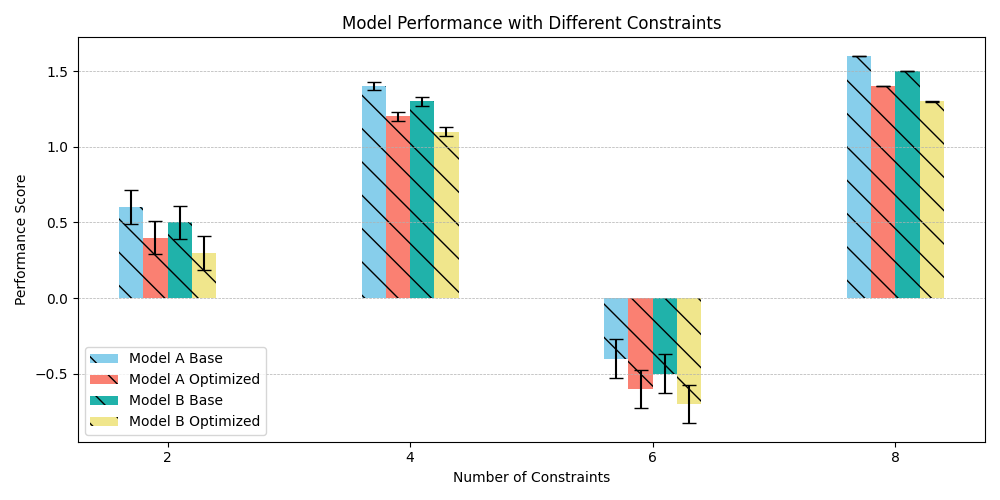 Model Performance with Different Constraints
Performance Score
1.5
1.0
0.5
0.0
−0.5
Model A Base
Model A Optimized
Model B Base
Model B Optimized
2 4 6 8
Number of Constraints